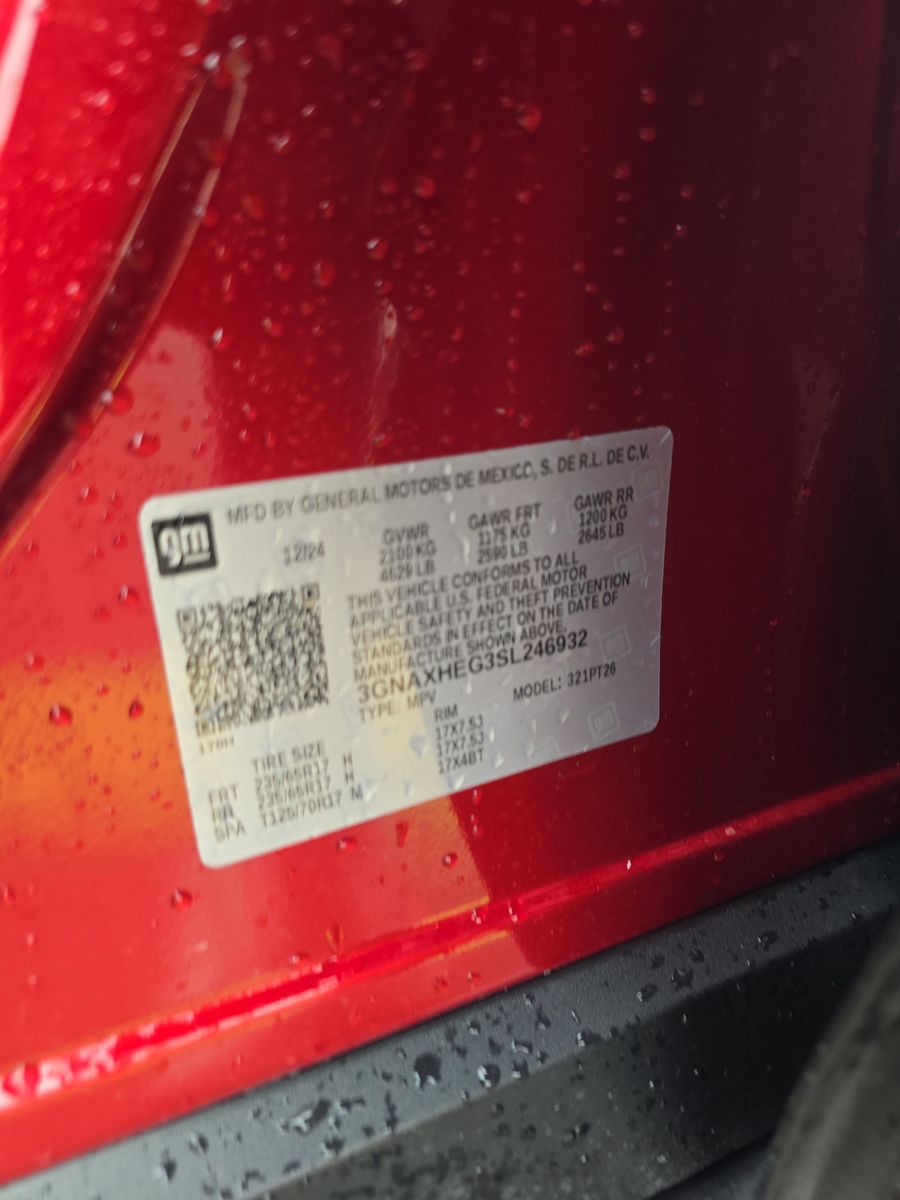 MFD BY GENERAL MOTORS DE MEXICO, S. DE R.L. DE C.V.
gm
12/24
GVWR GAWR FRT GAWR RR
2100 KG 1175 KG 1200 KG
4629 LB 2590 LB 2645 LB
THIS VEHICLE CONFORMS TO ALL
APPLICABLE U.S. FEDERAL MOTOR
VEHICLE SAFETY AND THEFT PREVENTION
STANDARDS IN EFFECT ON THE DATE OF
MANUFACTURE SHOWN ABOVE.
3GNAXHEG3SL246932
TYPE: MPV MODEL: 321PT26
TIRE SIZE RIM
FRT 235/65R17 H 17X7.5J
RR 235/65R17 H 17X7.5J
SPA T125/70R17 M 17X4BT